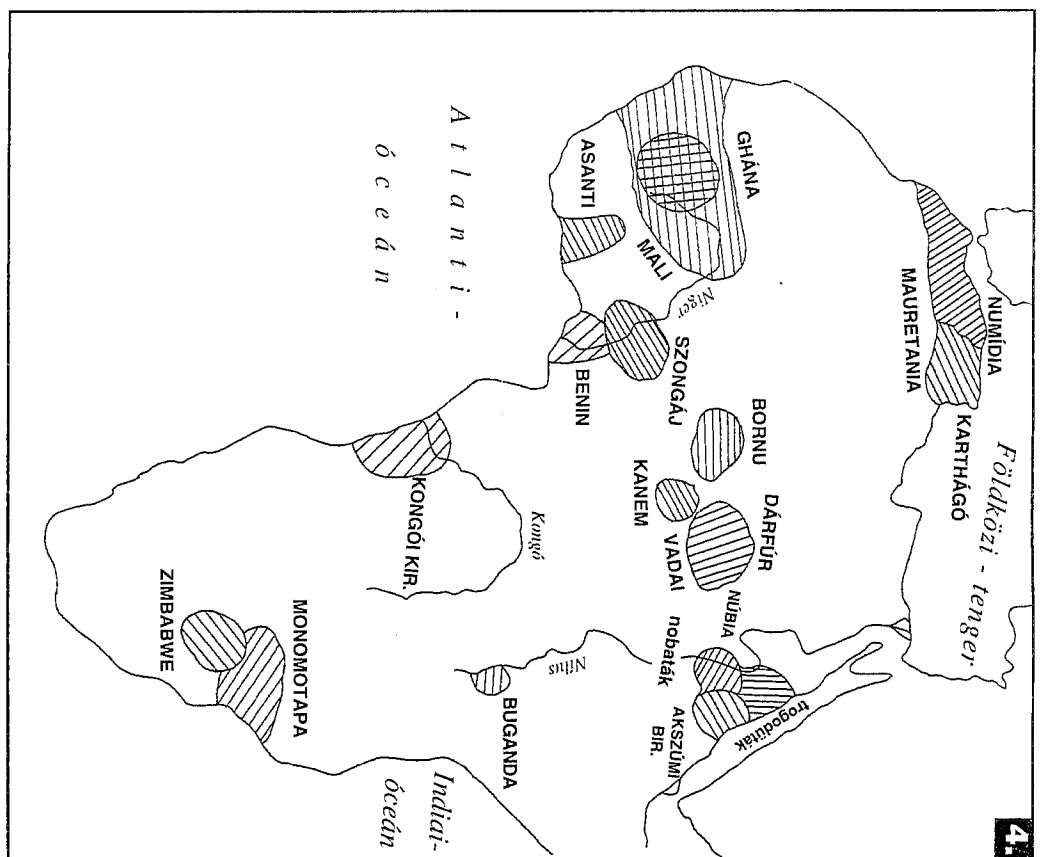 4.
NUMÍDIA
MAURETANIA
KARTHÁGÓ
Földközi - tenger
GHÁNA
MALI
ASANTI
Niger
SZONGÁJ
BENIN
BORNU
KANEM
DÁRFÚR
VADAI
NÚBIA
nobaták
trogodüták
AKSZÚMI
BIR.
Atlanti-
óceán
Kongó
KONGÓI KIR.
Nílus
BUGANDA
Indiai-
óceán
MONOMOTAPA
ZIMBABWE